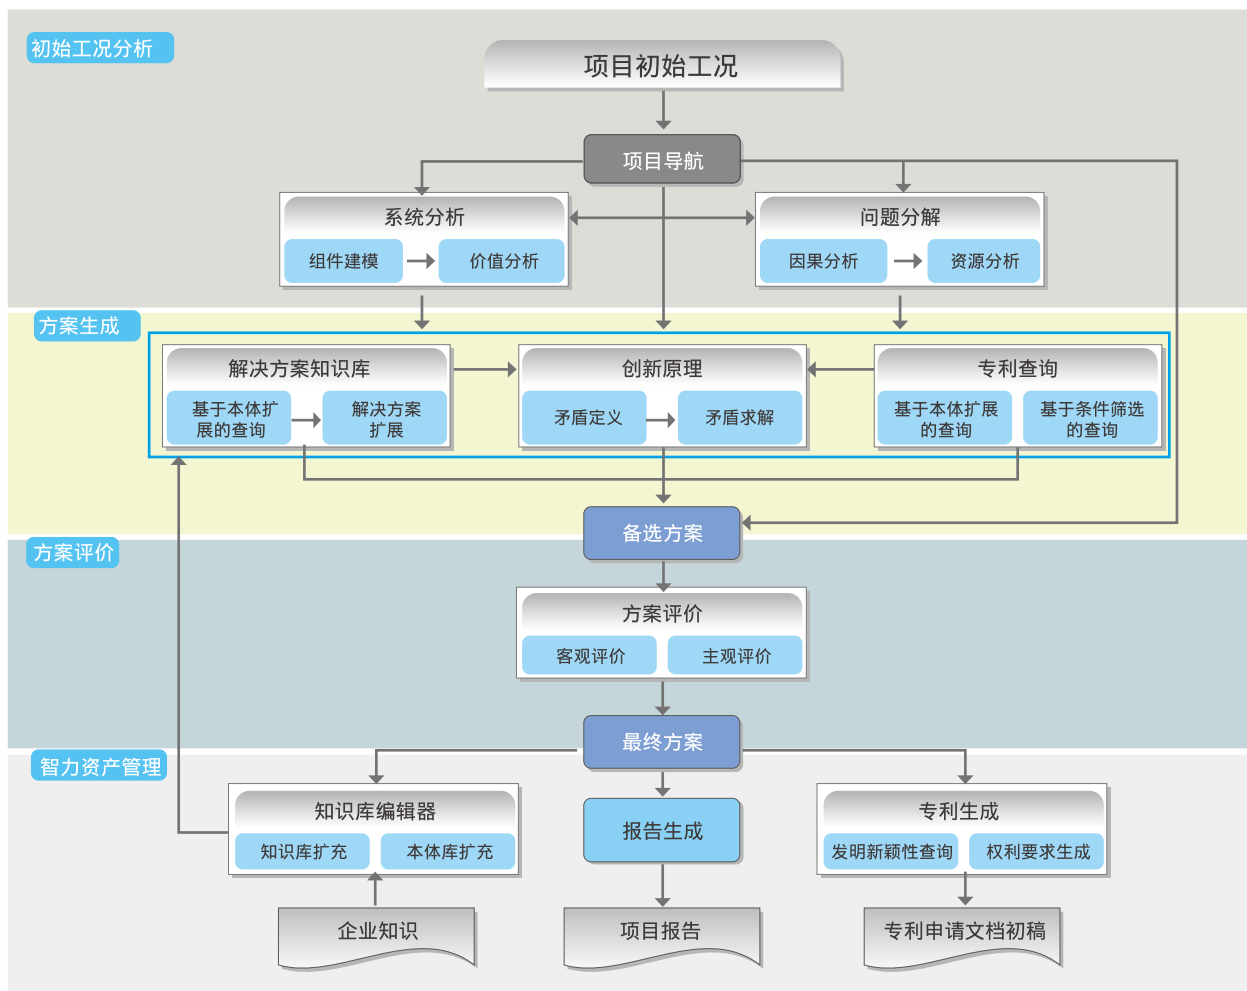 初始工况分析
项目初始工况
项目导航
系统分析
问题分解
组件建模
价值分析
因果分析
资源分析
方案生成
解决方案知识库
创新原理
专利查询
基于本体扩
展的查询
解决方案
扩展
矛盾定义
矛盾求解
基于本体扩展
的查询
基于条件筛选
的查询
备选方案
方案评价
方案评价
客观评价
主观评价
最终方案
智力资产管理
知识库编辑器
报告生成
专利生成
知识库扩充
本体库扩充
发明新颖性查询
权利要求生成
企业知识
项目报告
专利申请文档初稿